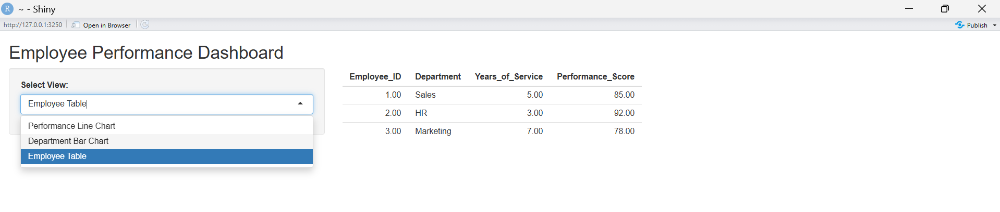 R ~ - Shiny
http://127.0.0.1:3250 Open in Browser Publish
Employee Performance Dashboard
Select View:
Employee Table
Performance Line Chart
Department Bar Chart
Employee Table
Employee_ID Department Years_of_Service Performance_Score
1.00 Sales 5.00 85.00
2.00 HR 3.00 92.00
3.00 Marketing 7.00 78.00